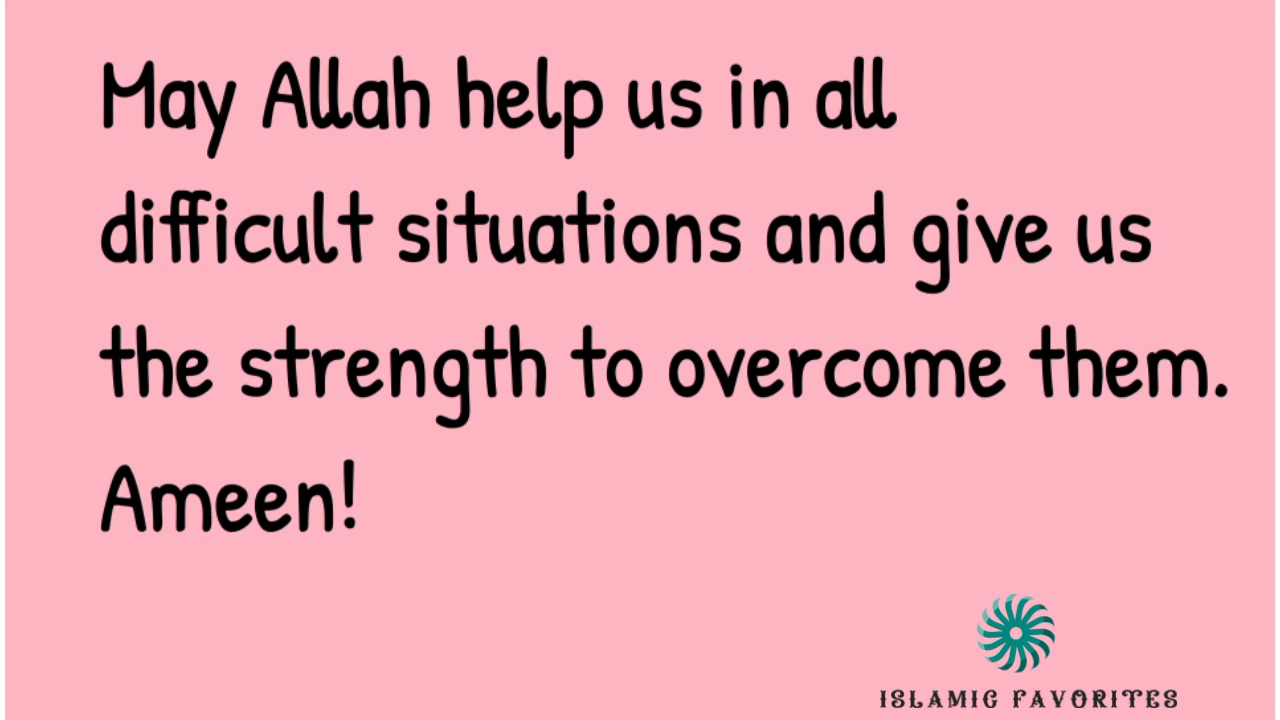 May Allah help us in all
difficult situations and give us
the strength to overcome them.
Ameen!
ISLAMIC FAVORITES